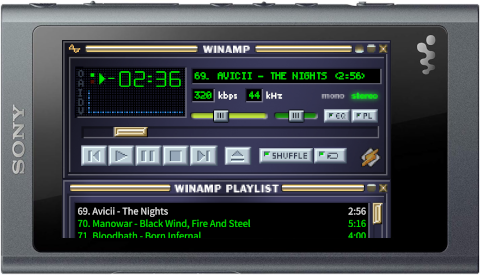 WINAMP
OAIDV
-02:36
69. AVICII - THE NIGHTS <2:56>
320 kbps 44 kHz
mono stereo
EQ PL
SHUFFLE
SONY
WINAMP PLAYLIST
69. Avicii - The Nights 2:56
70. Manowar - Black Wind, Fire And Steel 5:16
71. Bloodbath - Born Infernal 4:00